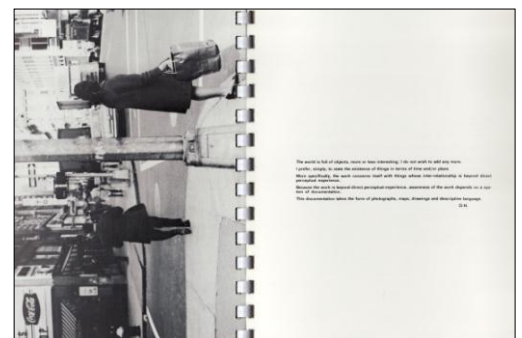 The world is full of objects, more or less interesting; I do not wish to add any more.
I prefer, simply, to state the existence of things in terms of time and/or place.
More specifically, the work concerns itself with things whose inter-relationship is beyond direct
perceptual experience.
Because the work is beyond direct perceptual experience, awareness of the work depends on a sys-
tem of documentation.
This documentation takes the form of photographs, maps, drawings and descriptive language.
D.H.
Coca-Cola